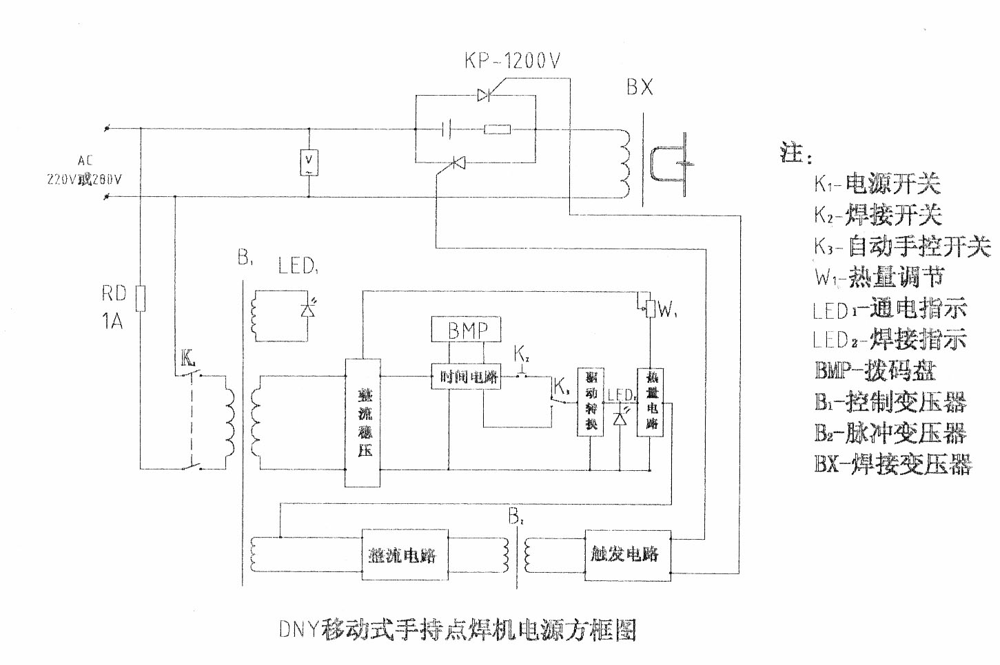 KP-1200V
BX
AC
220V或280V
V
~
B₁
LED₁
RD
1A
K₁
W₁
BMP
K₂
时间电路
K₃
整流稳压
驱动转换
LED₂
热量电路
B₂
整流电路
触发电路
注:
K₁-电源开关
K₂-焊接开关
K₃-自动手控开关
W₁-热量调节
LED₁-通电指示
LED₂-焊接指示
BMP-拨码盘
B₁-控制变压器
B₂-脉冲变压器
BX-焊接变压器
DNY移动式手持点焊机电源方框图